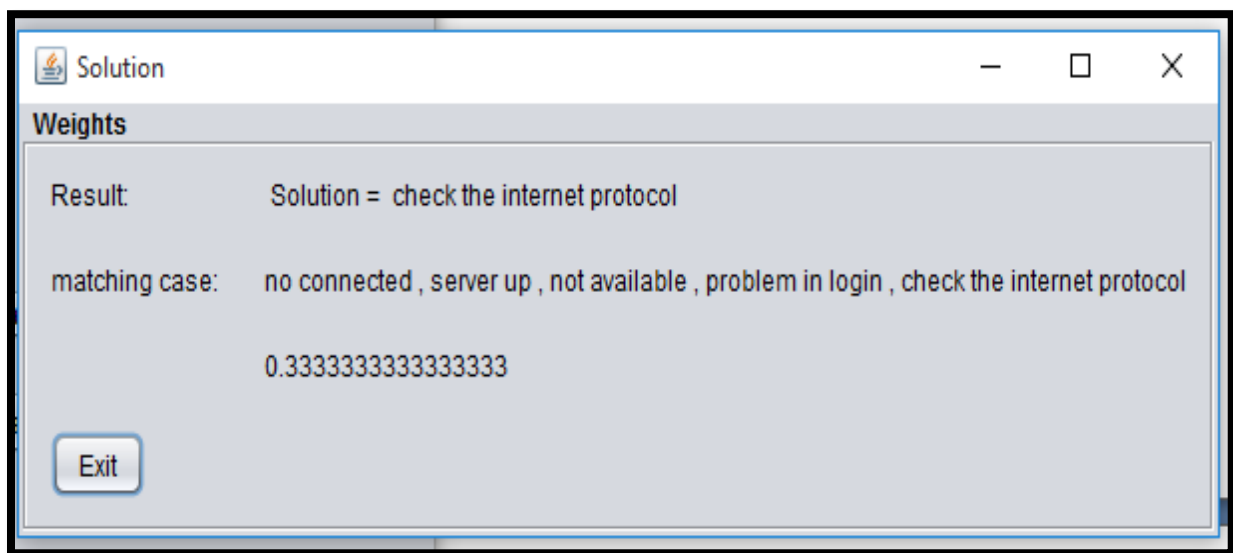 Solution
Weights
Result: Solution = check the internet protocol
matching case: no connected , server up , not available , problem in login , check the internet protocol
0.3333333333333333
Exit